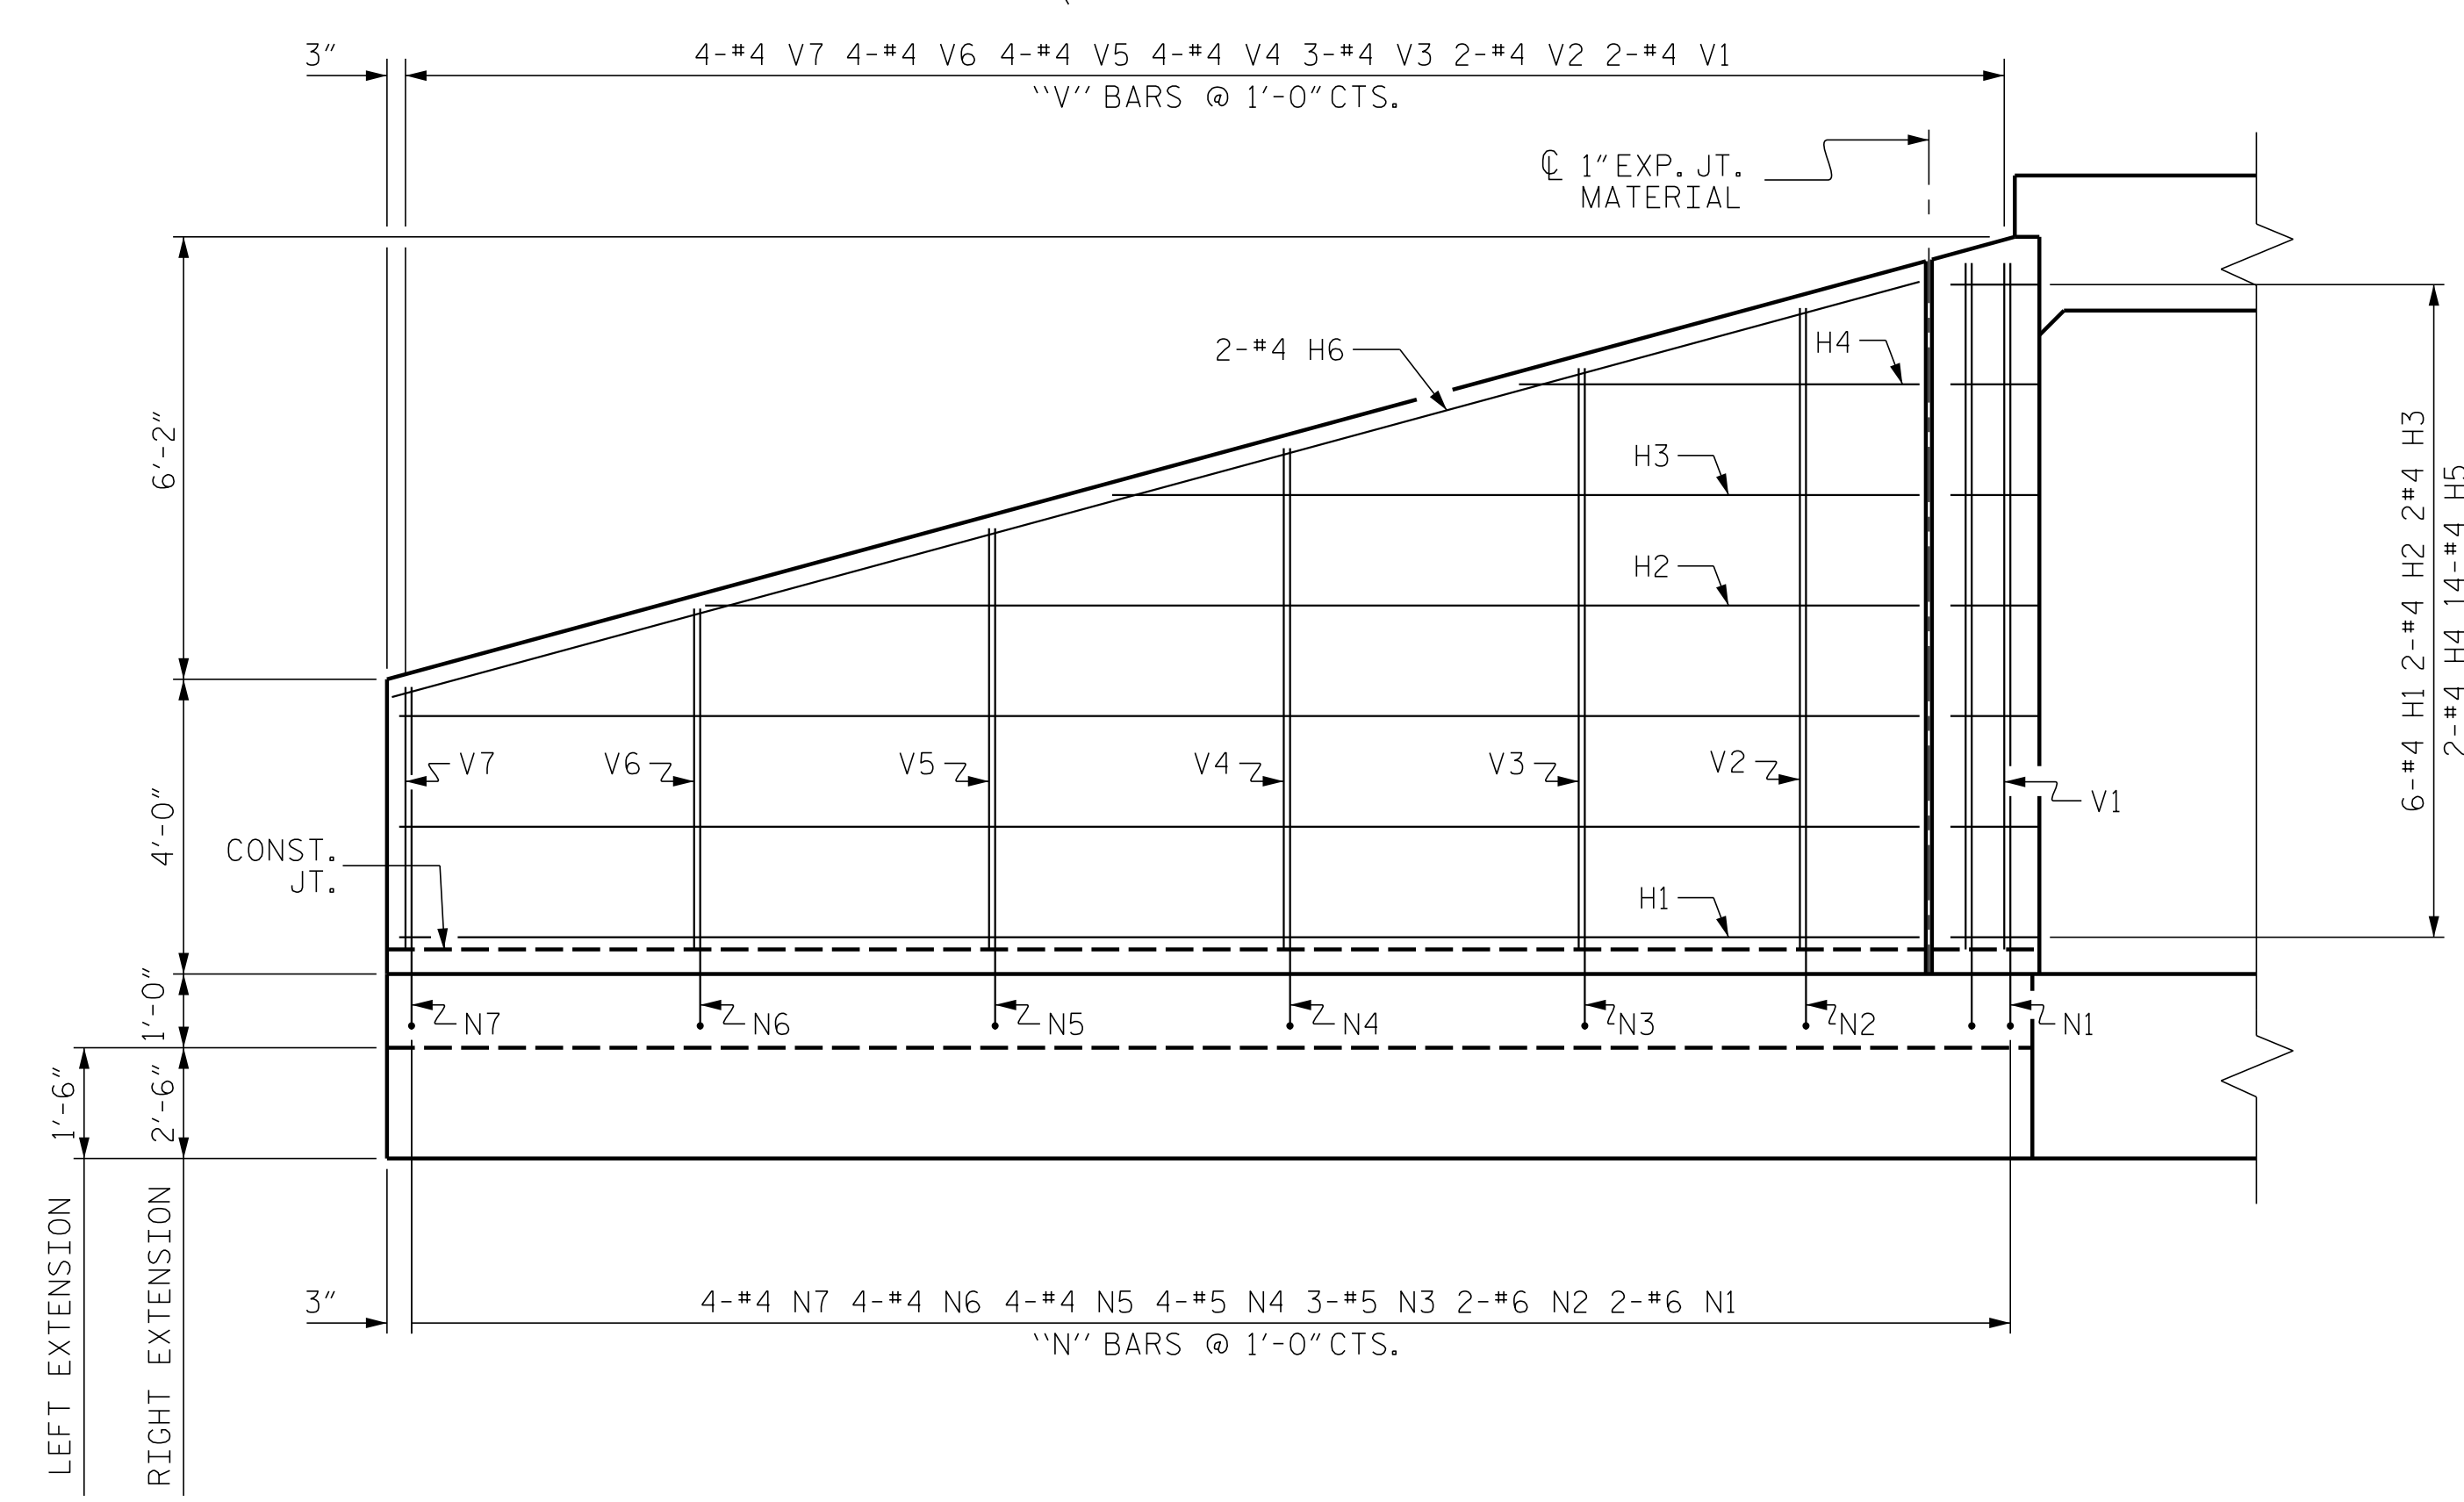 3"
4-#4 V7 4-#4 V6 4-#4 V5 4-#4 V4 3-#4 V3 2-#4 V2 2-#4 V1
"V" BARS @ 1'-0" CTS.
℄ 1" EXP. JT.
MATERIAL
2-#4 H6
H4
H3
H2
H1
6'-2"
4'-0"
1'-0"
2'-6"
1'-6"
V7
V6
V5
V4
V3
V2
V1
CONST.
JT.
6-#4 H1 2-#4 H2 2#4 H3
2-#4 H4 14-#4 H5
N7
N6
N5
N4
N3
N2
N1
LEFT EXTENSION
RIGHT EXTENSION
3"
4-#4 N7 4-#4 N6 4-#4 N5 4-#5 N4 3-#5 N3 2-#6 N2 2-#6 N1
"N" BARS @ 1'-0" CTS.